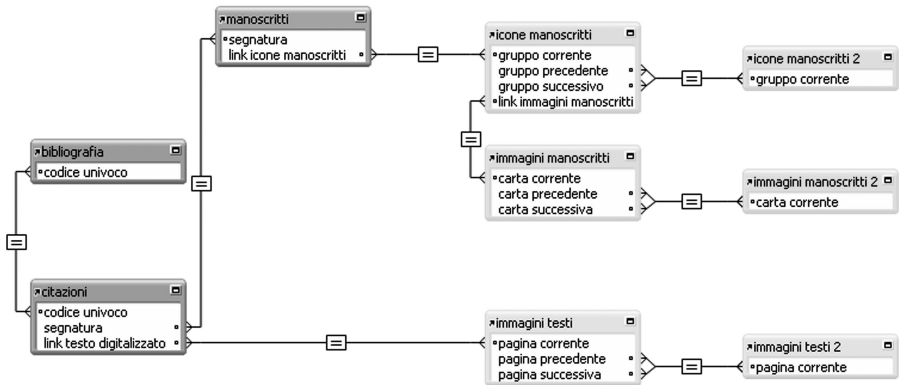 manoscritti
segnatura
link icone manoscritti
icone manoscritti
gruppo corrente
gruppo precedente
gruppo successivo
link immagini manoscritti
icone manoscritti 2
gruppo corrente
bibliografia
codice univoco
immagini manoscritti
carta corrente
carta precedente
carta successiva
immagini manoscritti 2
carta corrente
citazioni
codice univoco
segnatura
link testo digitalizzato
immagini testi
pagina corrente
pagina precedente
pagina successiva
immagini testi 2
pagina corrente